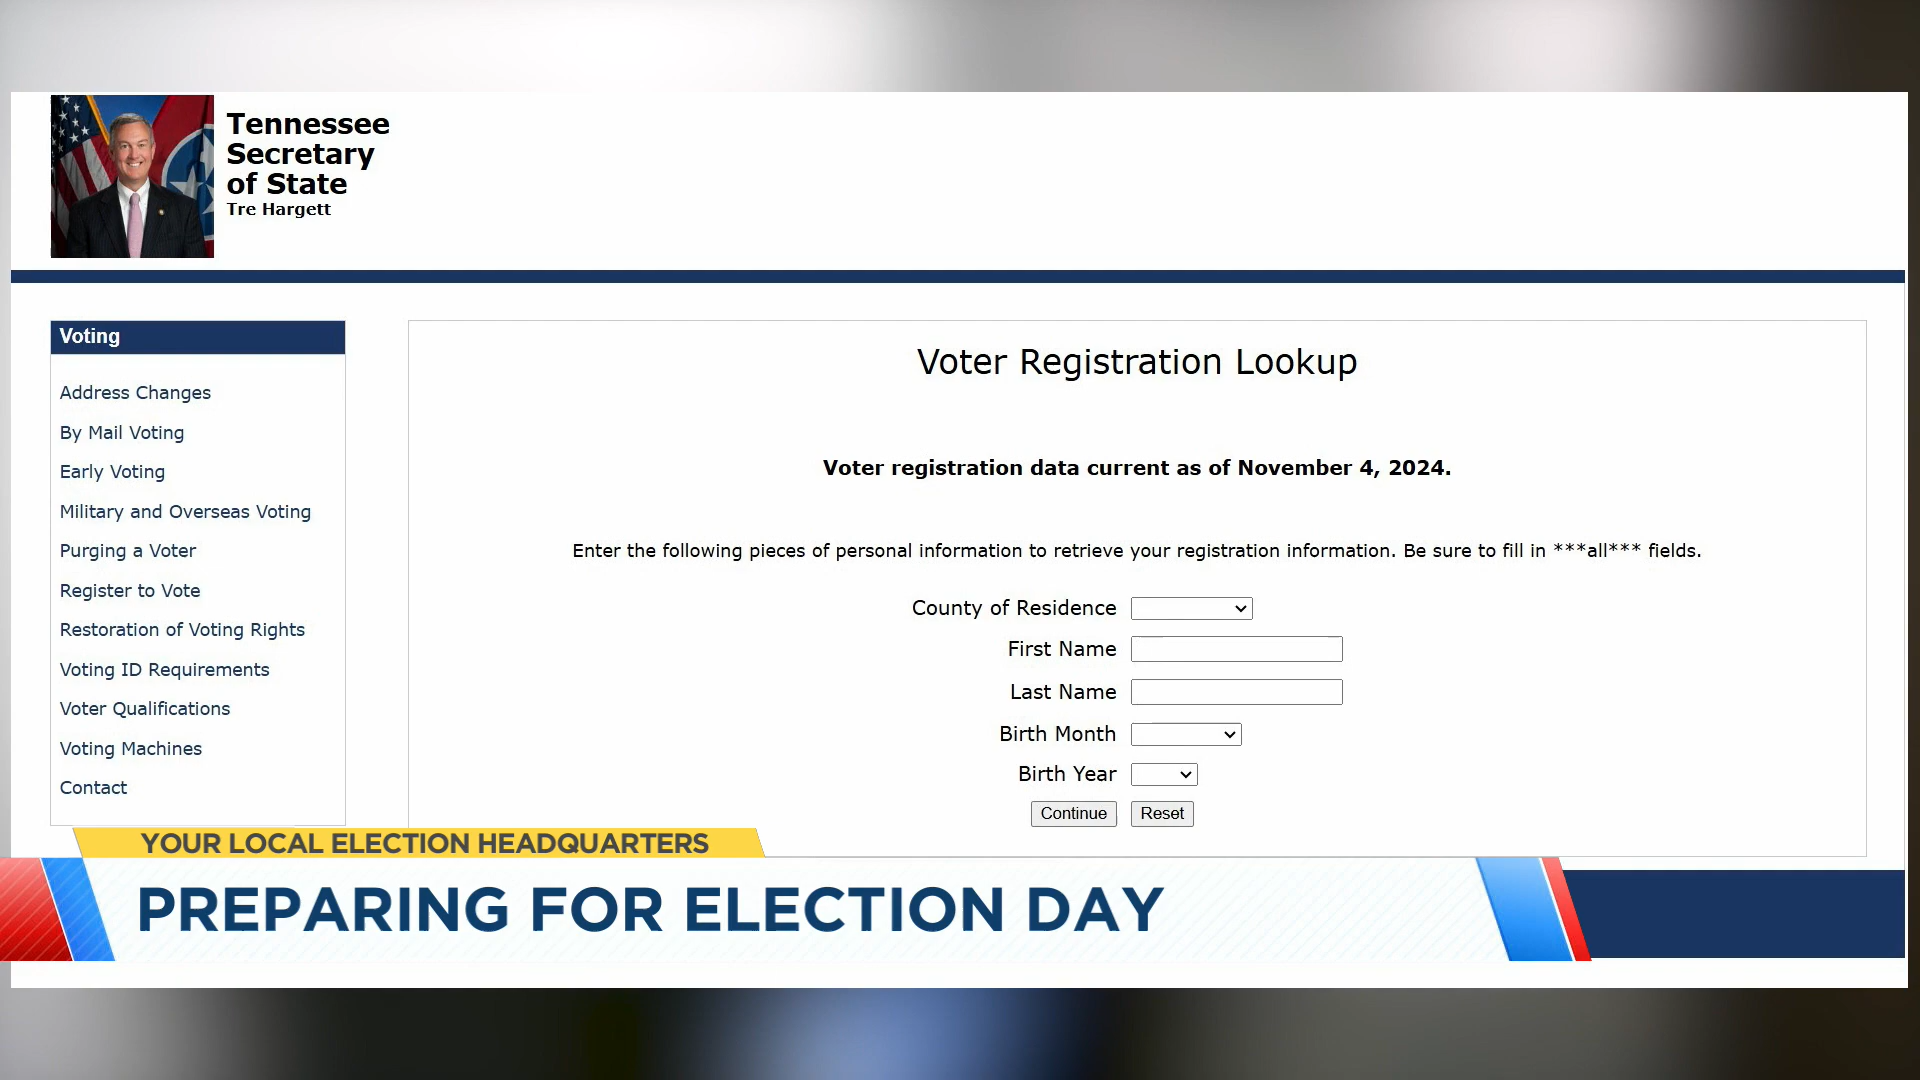 Tennessee
Secretary
of State
Tre Hargett
Voting
Address Changes
By Mail Voting
Early Voting
Military and Overseas Voting
Purging a Voter
Register to Vote
Restoration of Voting Rights
Voting ID Requirements
Voter Qualifications
Voting Machines
Contact
Voter Registration Lookup
Voter registration data current as of November 4, 2024.
Enter the following pieces of personal information to retrieve your registration information. Be sure to fill in ***all*** fields.
County of Residence
First Name
Last Name
Birth Month
Birth Year
Continue Reset
YOUR LOCAL ELECTION HEADQUARTERS
PREPARING FOR ELECTION DAY